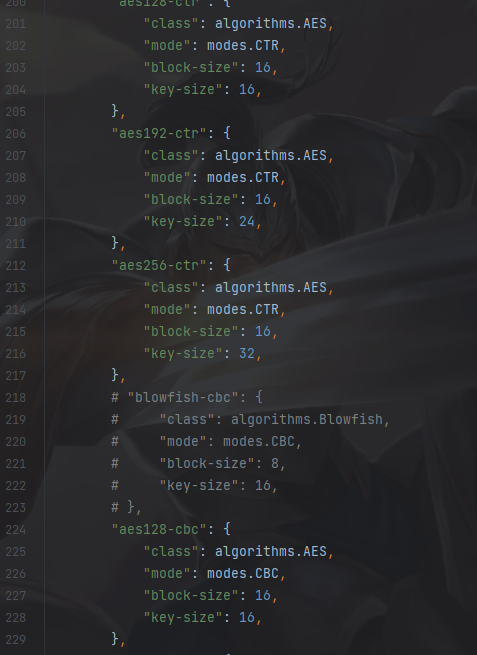 200 "aes128-ctr": {
201 "class": algorithms.AES,
202 "mode": modes.CTR,
203 "block-size": 16,
204 "key-size": 16,
205 },
206 "aes192-ctr": {
207 "class": algorithms.AES,
208 "mode": modes.CTR,
209 "block-size": 16,
210 "key-size": 24,
211 },
212 "aes256-ctr": {
213 "class": algorithms.AES,
214 "mode": modes.CTR,
215 "block-size": 16,
216 "key-size": 32,
217 },
218 # "blowfish-cbc": {
219 #     "class": algorithms.Blowfish,
220 #     "mode": modes.CBC,
221 #     "block-size": 8,
222 #     "key-size": 16,
223 # },
224 "aes128-cbc": {
225 "class": algorithms.AES,
226 "mode": modes.CBC,
227 "block-size": 16,
228 "key-size": 16,
229 },